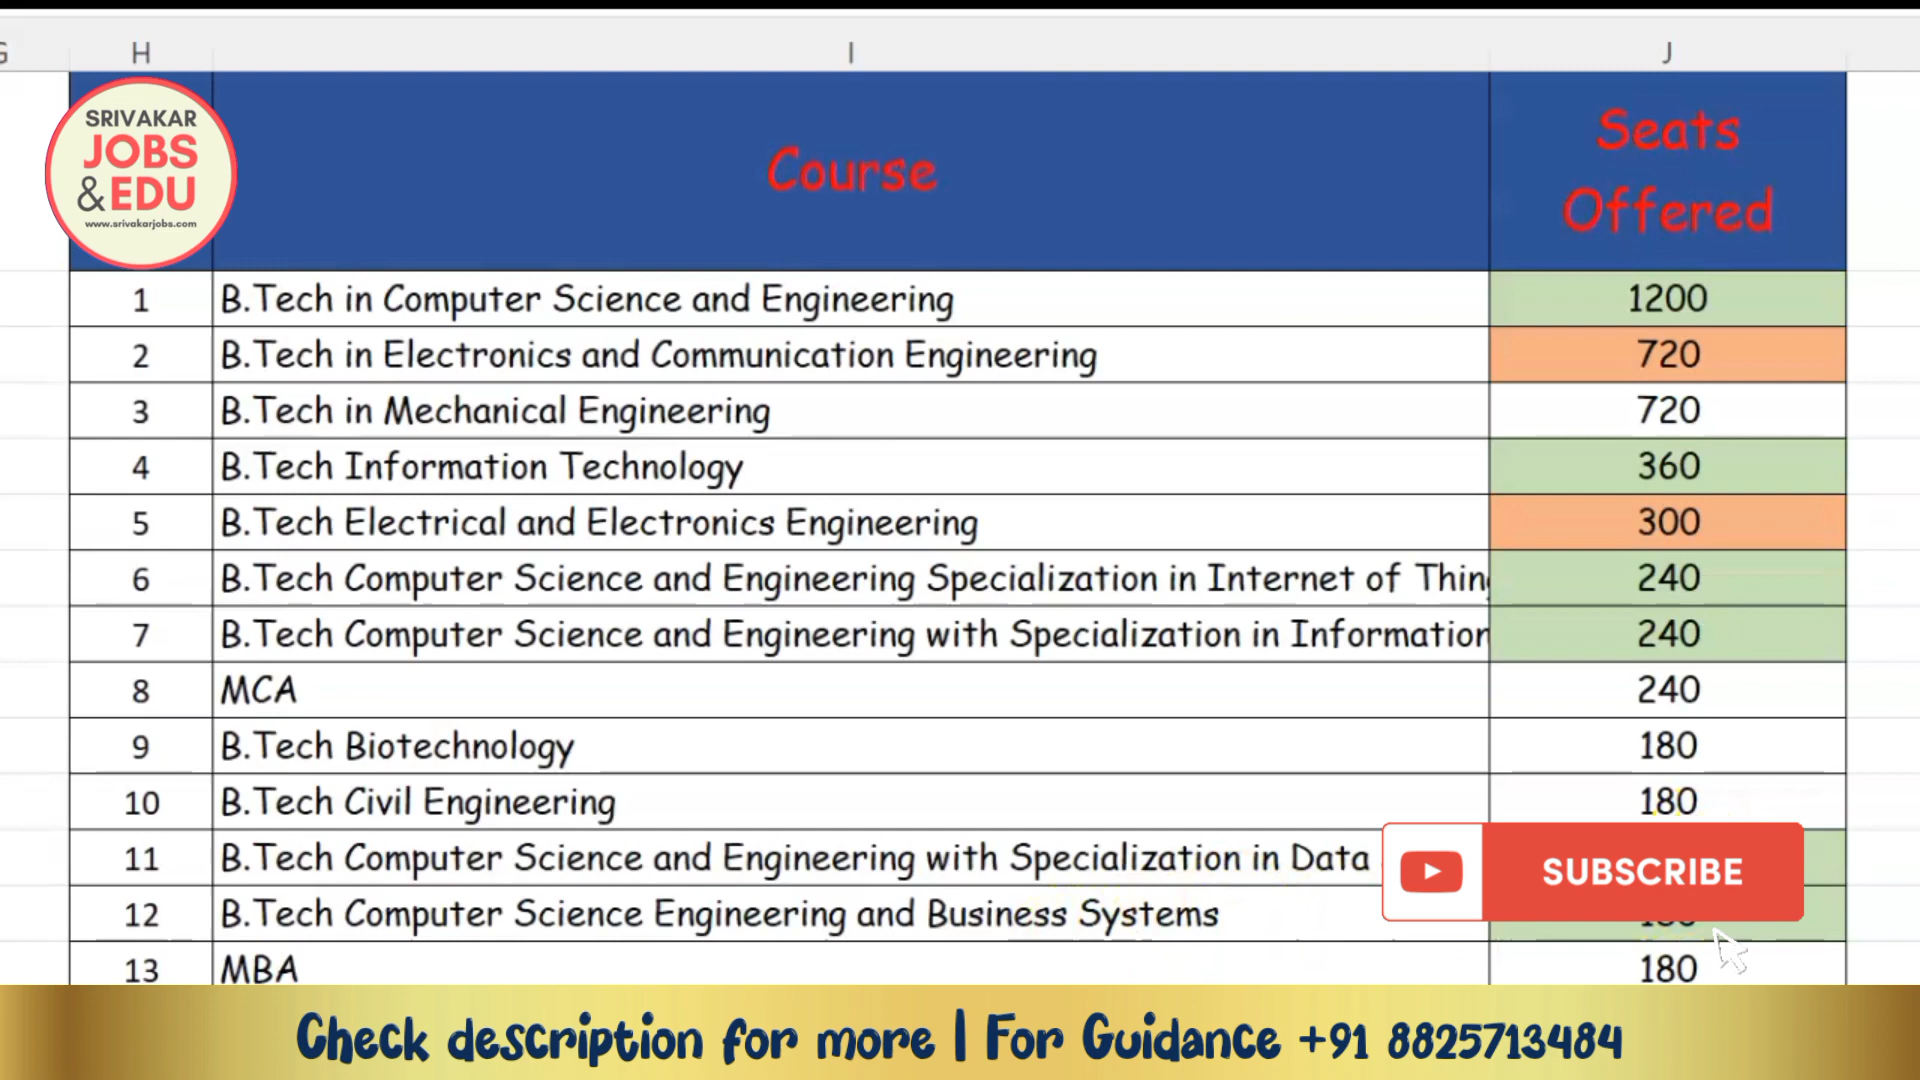 G H I J
SRIVAKAR
JOBS
&EDU
www.srivakarjobs.com
Course
Seats
Offered
1 B.Tech in Computer Science and Engineering 1200
2 B.Tech in Electronics and Communication Engineering 720
3 B.Tech in Mechanical Engineering 720
4 B.Tech Information Technology 360
5 B.Tech Electrical and Electronics Engineering 300
6 B.Tech Computer Science and Engineering Specialization in Internet of 240
7 B.Tech Computer Science and Engineering with Specialization in Information 240
8 MCA 240
9 B.Tech Biotechnology 180
10 B.Tech Civil Engineering 180
11 B.Tech Computer Science and Engineering with Specialization in Data
SUBSCRIBE
12 B.Tech Computer Science Engineering and Business Systems
13 MBA 180
Check description for more | For Guidance +91 8825713484